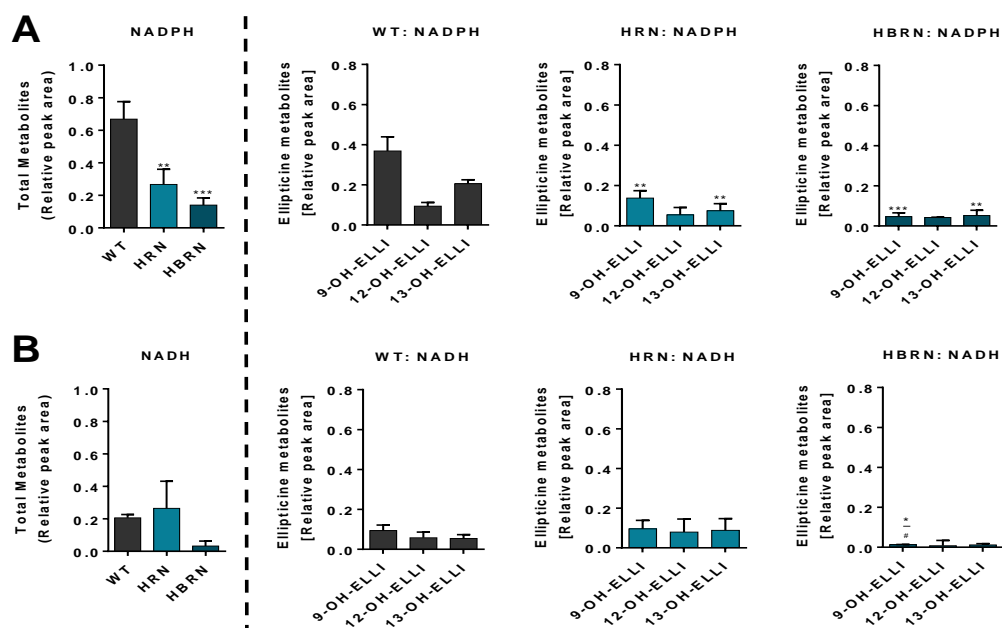 A
NADPH
Total Metabolites
(Relative peak area)
1.0
0.8
0.6
0.4
0.2
0.0
**
***
WT
HRN
HBRN
WT: NADPH
Ellipticine metabolites
[Relative peak area]
0.8
0.6
0.4
0.2
0.0
9-OH-ELLI
12-OH-ELLI
13-OH-ELLI
HRN: NADPH
Ellipticine metabolites
[Relative peak area]
0.8
0.6
0.4
0.2
0.0
**
**
9-OH-ELLI
12-OH-ELLI
13-OH-ELLI
HBRN: NADPH
Ellipticine metabolites
[Relative peak area]
0.8
0.6
0.4
0.2
0.0
***
**
9-OH-ELLI
12-OH-ELLI
13-OH-ELLI
B
NADH
Total Metabolites
(Relative peak area)
1.0
0.8
0.6
0.4
0.2
0.0
WT
HRN
HBRN
WT: NADH
Ellipticine metabolites
[Relative peak area]
0.8
0.6
0.4
0.2
0.0
9-OH-ELLI
12-OH-ELLI
13-OH-ELLI
HRN: NADH
Ellipticine metabolites
[Relative peak area]
0.8
0.6
0.4
0.2
0.0
9-OH-ELLI
12-OH-ELLI
13-OH-ELLI
HBRN: NADH
Ellipticine metabolites
[Relative peak area]
0.8
0.6
0.4
0.2
0.0
*
#
9-OH-ELLI
12-OH-ELLI
13-OH-ELLI